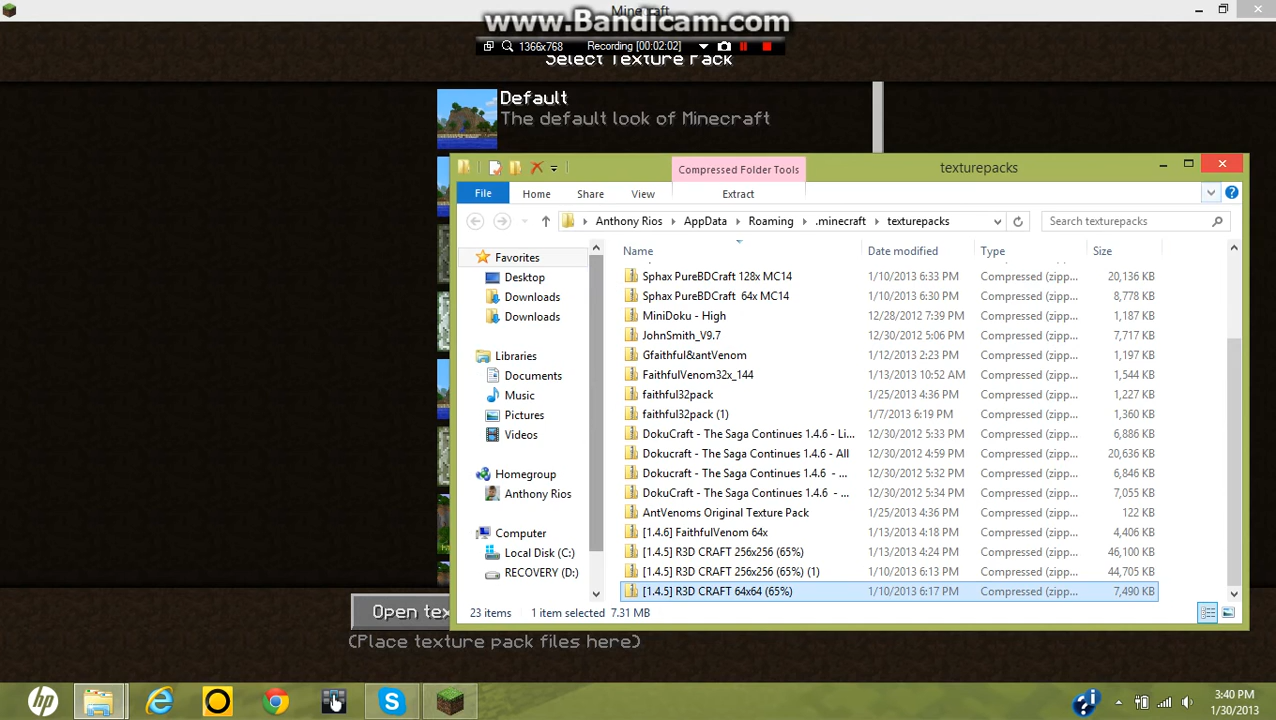 Minecraft
www.Bandicam.com
1366x768 Recording [00:02:02]
Select Texture Pack
Default
The default look of Minecraft
Compressed Folder Tools texturepacks
File Home Share View Extract
Anthony Rios AppData Roaming .minecraft texturepacks Search texturepacks
Name Date modified Type Size
Favorites
Desktop
Downloads
Downloads
Libraries
Documents
Music
Pictures
Videos
Homegroup
Anthony Rios
Computer
Local Disk (C:)
RECOVERY (D:)
Sphax PureBDCraft 128x MC14 1/10/2013 6:33 PM Compressed (zipp... 20,136 KB
Sphax PureBDCraft 64x MC14 1/10/2013 6:30 PM Compressed (zipp... 8,778 KB
MiniDoku - High 12/28/2012 7:39 PM Compressed (zipp... 1,187 KB
JohnSmith_V9.7 12/30/2012 5:06 PM Compressed (zipp... 7,717 KB
Gfaithful&antVenom 1/12/2013 2:23 PM Compressed (zipp... 1,197 KB
FaithfulVenom32x_144 1/13/2013 10:52 AM Compressed (zipp... 1,544 KB
faithful32pack 1/25/2013 4:36 PM Compressed (zipp... 1,227 KB
faithful32pack (1) 1/7/2013 6:19 PM Compressed (zipp... 1,360 KB
DokuCraft - The Saga Continues 1.4.6 - Li... 12/30/2012 5:33 PM Compressed (zipp... 6,886 KB
Dokucraft - The Saga Continues 1.4.6 - All 12/30/2012 4:59 PM Compressed (zipp... 20,636 KB
Dokucraft - The Saga Continues 1.4.6 - ... 12/30/2012 5:32 PM Compressed (zipp... 6,846 KB
DokuCraft - The Saga Continues 1.4.6 - ... 12/30/2012 5:34 PM Compressed (zipp... 7,055 KB
AntVenoms Original Texture Pack 1/25/2013 4:36 PM Compressed (zipp... 122 KB
[1.4.6] FaithfulVenom 64x 1/13/2013 4:18 PM Compressed (zipp... 4,406 KB
[1.4.5] R3D CRAFT 256x256 (65%) 1/13/2013 4:24 PM Compressed (zipp... 46,100 KB
[1.4.5] R3D CRAFT 256x256 (65%) (1) 1/10/2013 6:13 PM Compressed (zipp... 44,705 KB
[1.4.5] R3D CRAFT 64x64 (65%) 1/10/2013 6:17 PM Compressed (zipp... 7,490 KB
23 items 1 item selected 7.31 MB
Open tex
(Place texture pack files here)
hp
3:40 PM
1/30/2013